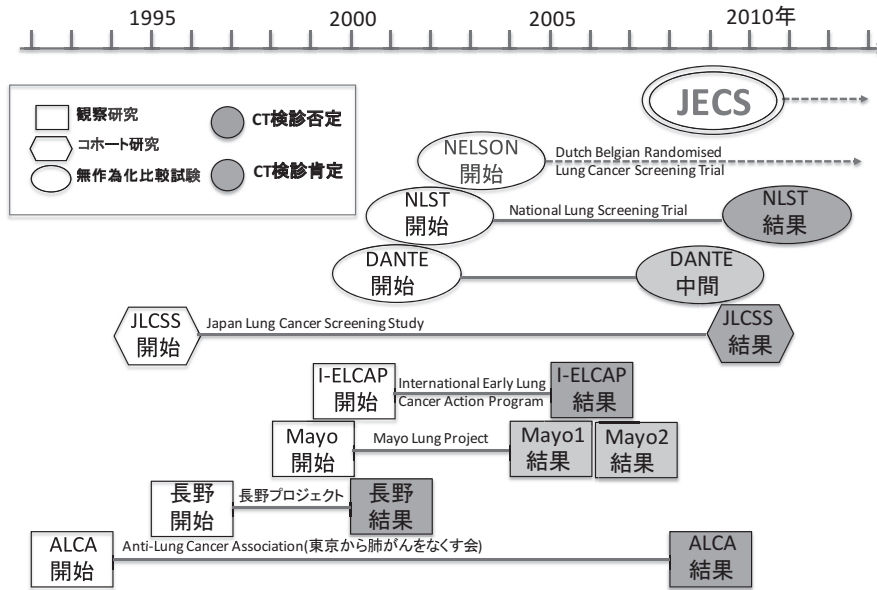 1995 2000 2005 2010年
JECS
観察研究
コホート研究
無作為化比較試験
CT検診否定
CT検診肯定
NELSON
開始
Dutch Belgian Randomised
Lung Cancer Screening Trial
NLST
開始
National Lung Screening Trial
NLST
結果
DANTE
開始
DANTE
中間
JLCSS
開始
Japan Lung Cancer Screening Study
JLCSS
結果
I-ELCAP
開始
International Early Lung
Cancer Action Program
I-ELCAP
結果
Mayo
開始
Mayo Lung Project
Mayo1
結果
Mayo2
結果
長野
開始
長野プロジェクト
長野
結果
ALCA
開始
Anti-Lung Cancer Association(東京から肺がんをなくす会)
ALCA
結果